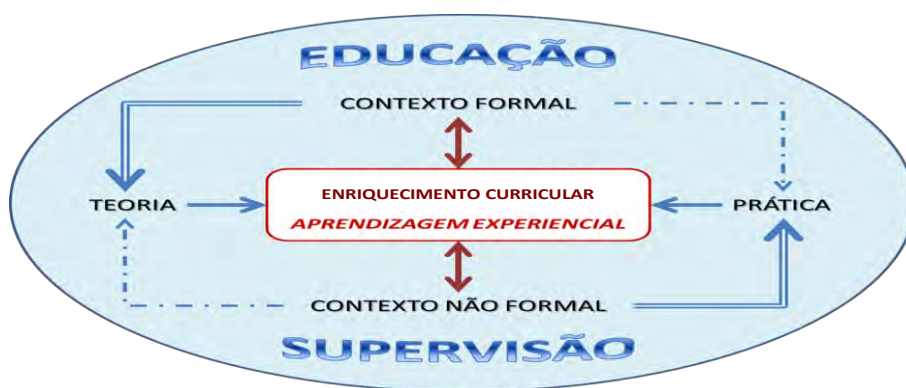 EDUCAÇÃO
CONTEXTO FORMAL
ENRIQUECIMENTO CURRICULAR
TEORIA
PRÁTICA
APRENDIZAGEM EXPERIENCIAL
CONTEXTO NÃO FORMAL
SUPERVISÃO